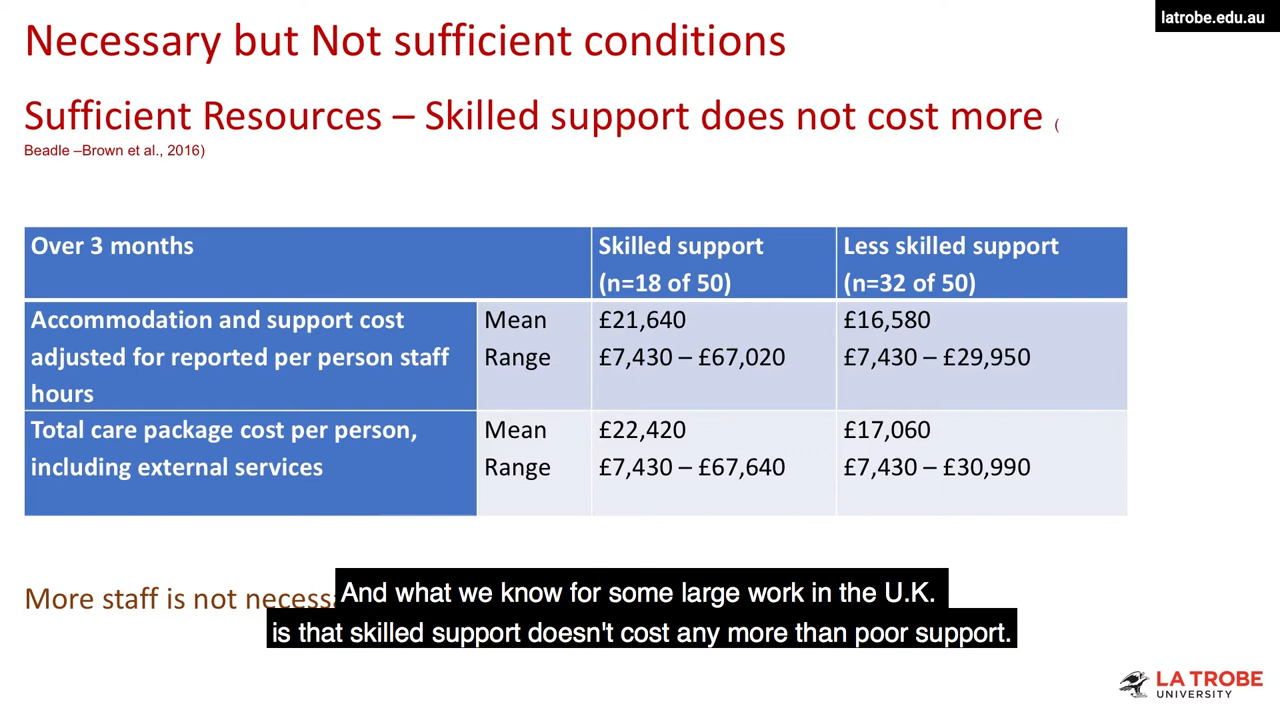 latrobe.edu.au
Necessary but Not sufficient conditions
Sufficient Resources – Skilled support does not cost more (
Beadle –Brown et al., 2016)
Over 3 months
Skilled support
(n=18 of 50)
Less skilled support
(n=32 of 50)
Accommodation and support cost
adjusted for reported per person staff
hours
Mean
Range
£21,640
£7,430 – £67,020
£16,580
£7,430 – £29,950
Total care package cost per person,
including external services
Mean
Range
£22,420
£7,430 – £67,640
£17,060
£7,430 – £30,990
More staff is not
And what we know for some large work in the U.K.
is that skilled support doesn't cost any more than poor support.
LA TROBE
UNIVERSITY